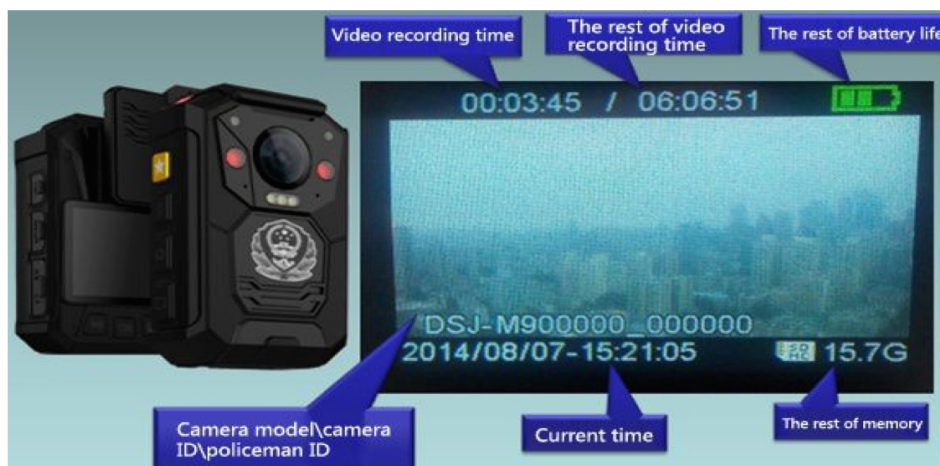 Video recording time
The rest of video
recording time
The rest of battery life
00:03:45 / 06:06:51
DSJ-M900000_000000
2014/08/07-15:21:05
SD
HC
15.7G
Camera model\camera
ID\policeman ID
Current time
The rest of memory